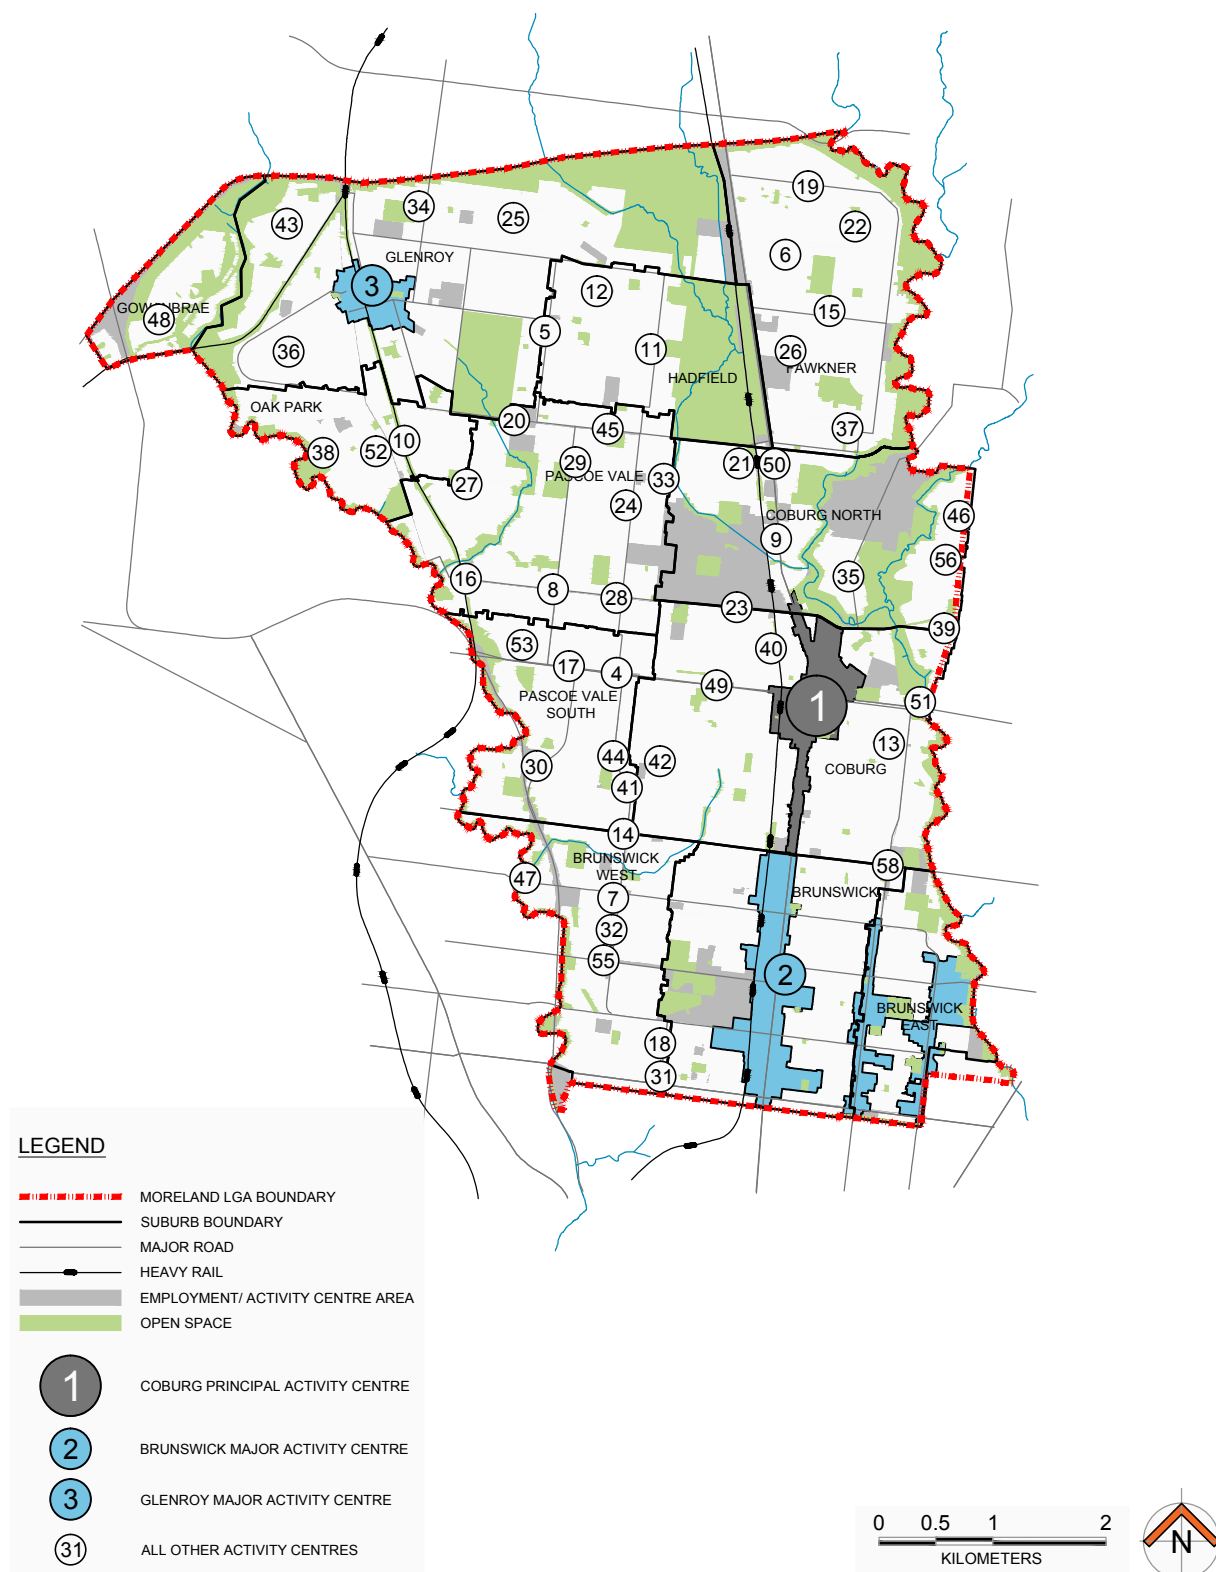 19
34
25
22
43
6
GLENROY
3
12
GOWANBRAE
48
15
5
11
26
36
FAWKNER
HADFIELD
OAK PARK
20
45
37
10
52
38
29
21
50
PASCOE VALE
27
33
24
COBURG NORTH
46
9
56
35
16
8
28
23
39
53
40
17
4
49
PASCOE VALE
SOUTH
51
1
13
44
42
30
COBURG
41
14
BRUNSWICK
WEST
58
47
BRUNSWICK
7
32
55
2
BRUNSWICK
EAST
18
31
LEGEND
MORELAND LGA BOUNDARY
SUBURB BOUNDARY
MAJOR ROAD
HEAVY RAIL
EMPLOYMENT/ ACTIVITY CENTRE AREA
OPEN SPACE
1 COBURG PRINCIPAL ACTIVITY CENTRE
2 BRUNSWICK MAJOR ACTIVITY CENTRE
3 GLENROY MAJOR ACTIVITY CENTRE
31 ALL OTHER ACTIVITY CENTRES
0 0.5 1 2
KILOMETERS
N